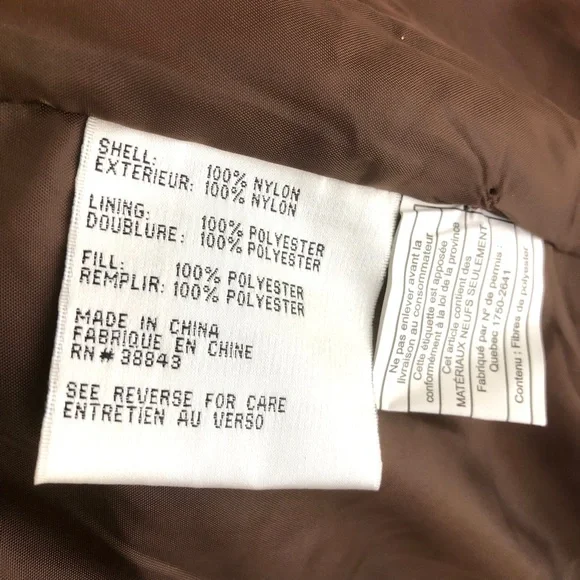 SHELL: 100% NYLON
EXTERIEUR: 100% NYLON
LINING: 100% POLYESTER
DOUBLURE: 100% POLYESTER
FILL: 100% POLYESTER
REMPLIR: 100% POLYESTER
MADE IN CHINA
FABRIQUE EN CHINE
RN# 38843
SEE REVERSE FOR CARE
ENTRETIEN AU VERSO
Ne pas enlever avant la
livraison au consommateur
Cette étiquette est apposée
conformément à la loi de la province
Cet article contient des
MATÉRIAUX NEUFS SEULEMENT
Fabriqué par N° de permis:
Quebec 1750-2641
Contenu: Fibres de polyester